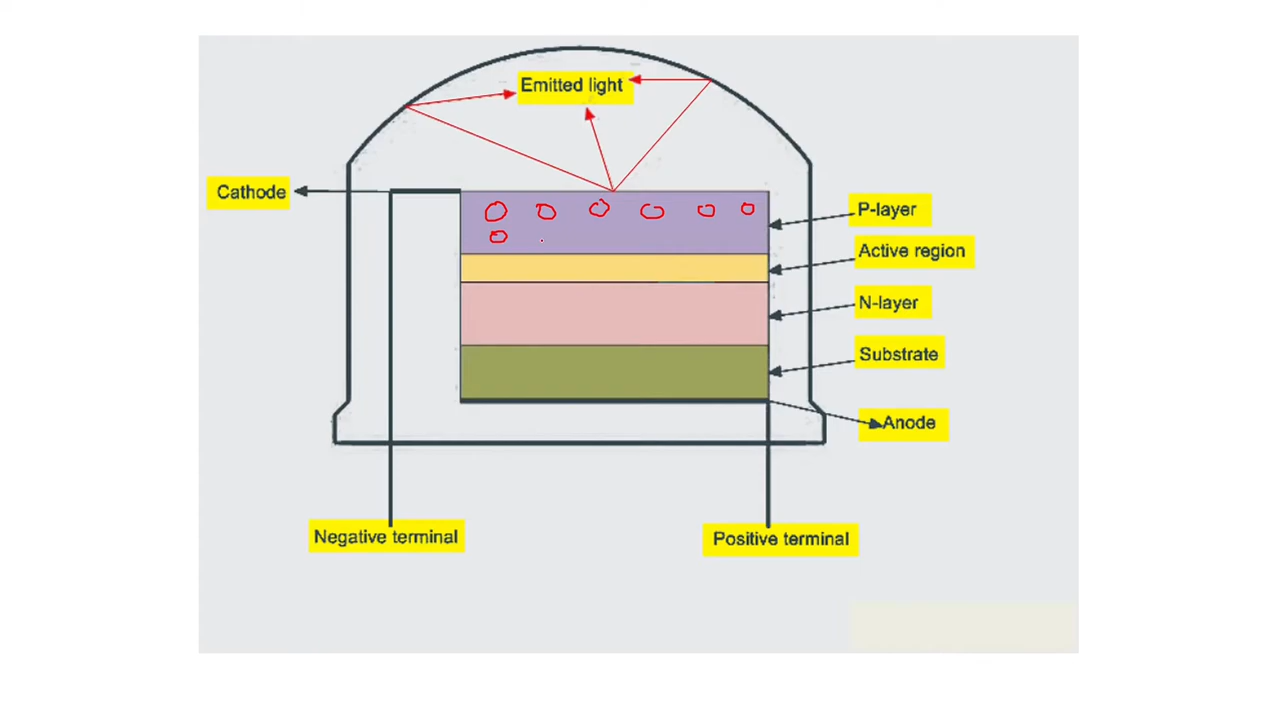 Emitted light
Cathode
P-layer
Active region
N-layer
Substrate
Anode
Negative terminal
Positive terminal